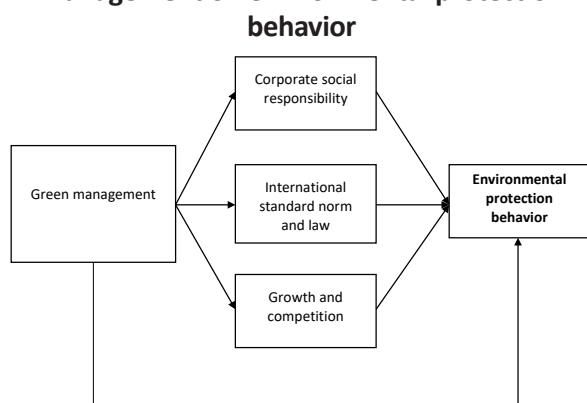 behavior
Corporate social
responsibility
Green management
International
standard norm
and law
Environmental
protection
behavior
Growth and
competition